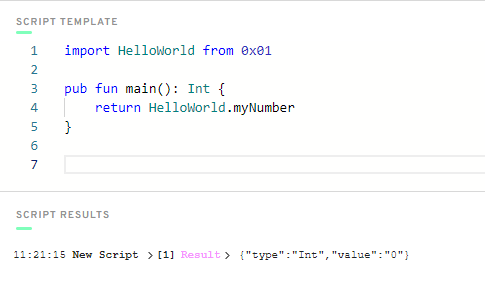 SCRIPT TEMPLATE
1 import HelloWorld from 0x01
2
3 pub fun main(): Int {
4     return HelloWorld.myNumber
5 }
6
7
SCRIPT RESULTS
11:21:15 New Script > [1] Result > {"type":"Int","value":"0"}